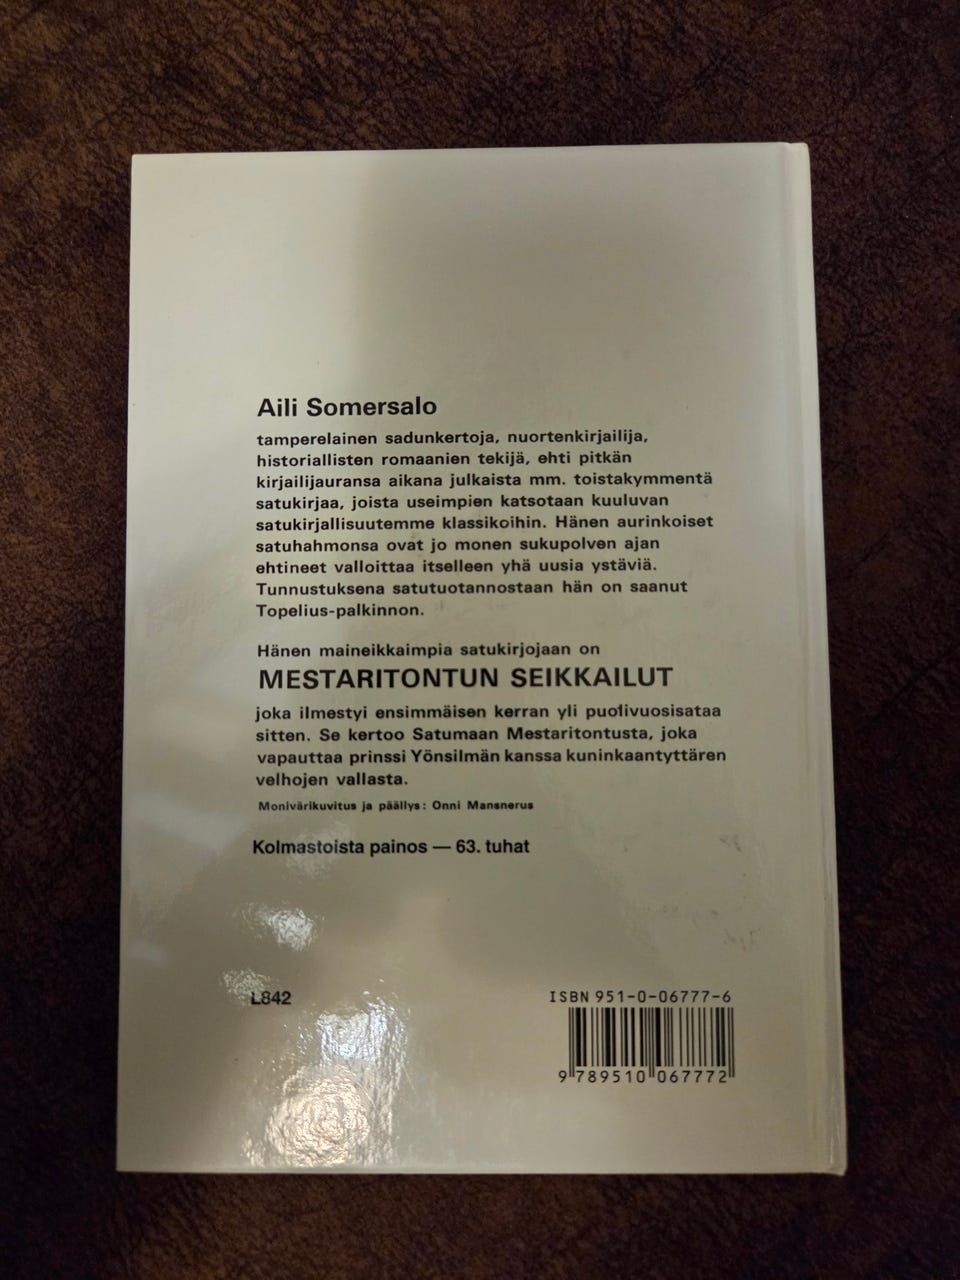 Aili Somersalo
tamperelainen sadunkertoja, nuortenkirjailija,
historiallisten romaanien tekijä, ehti pitkän
kirjailijauransa aikana julkaista mm. toistakymmentä
satukirjaa, joista useimpien katsotaan kuuluvan
satukirjallisuutemme klassikoihin. Hänen aurinkoiset
satuhahmonsa ovat jo monen sukupolven ajan
ehtineet valloittaa itselleen yhä uusia ystäviä.
Tunnustuksena satutuotannostaan hän on saanut
Topelius-palkinnon.
Hänen maineikkaimpia satukirjojaan on
MESTARITONTUN SEIKKAILUT
joka ilmestyi ensimmäisen kerran yli puolivuosisataa
sitten. Se kertoo Satumaan Mestaritontusta, joka
vapauttaa prinssi Yönsilmän kanssa kuninkaantyttären
velhojen vallasta.
Monivärikuvitus ja päällys: Onni Mansnerus
Kolmastoista painos — 63. tuhat
L842
ISBN 951-0-06777-6
9 789510 067772